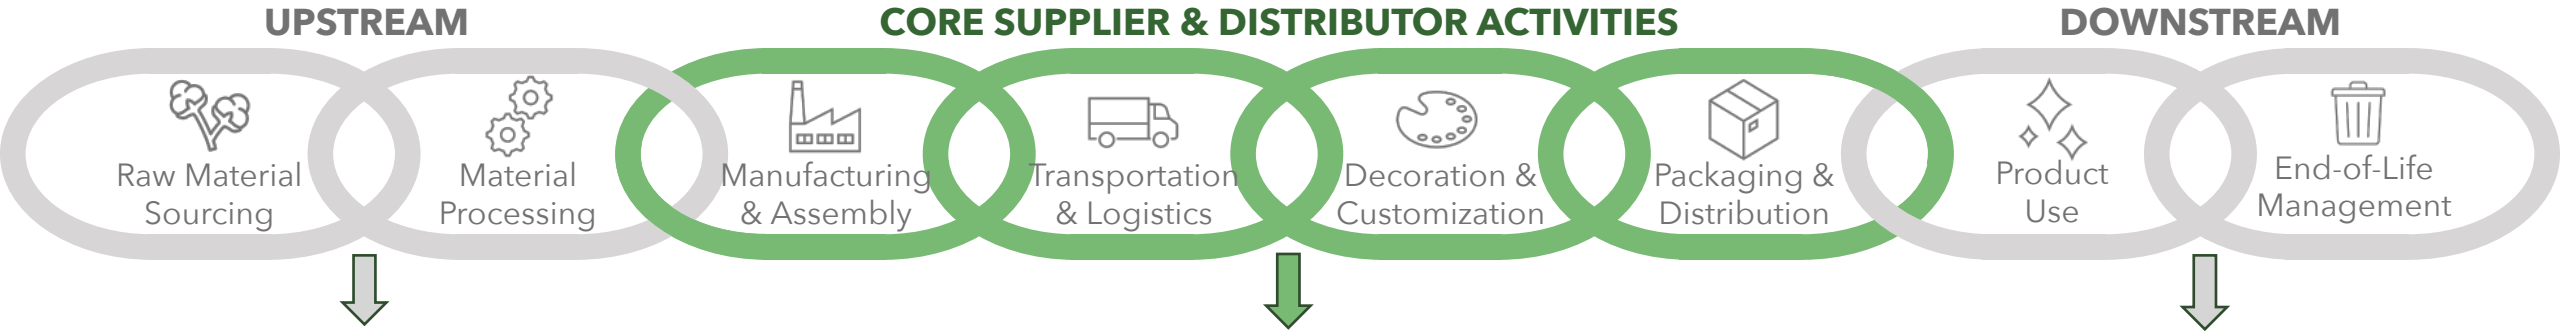 UPSTREAM
CORE SUPPLIER & DISTRIBUTOR ACTIVITIES
DOWNSTREAM
Raw Material
Sourcing
Material
Processing
Manufacturing
& Assembly
Transportation
& Logistics
Decoration &
Customization
Packaging &
Distribution
Product
Use
End-of-Life
Management